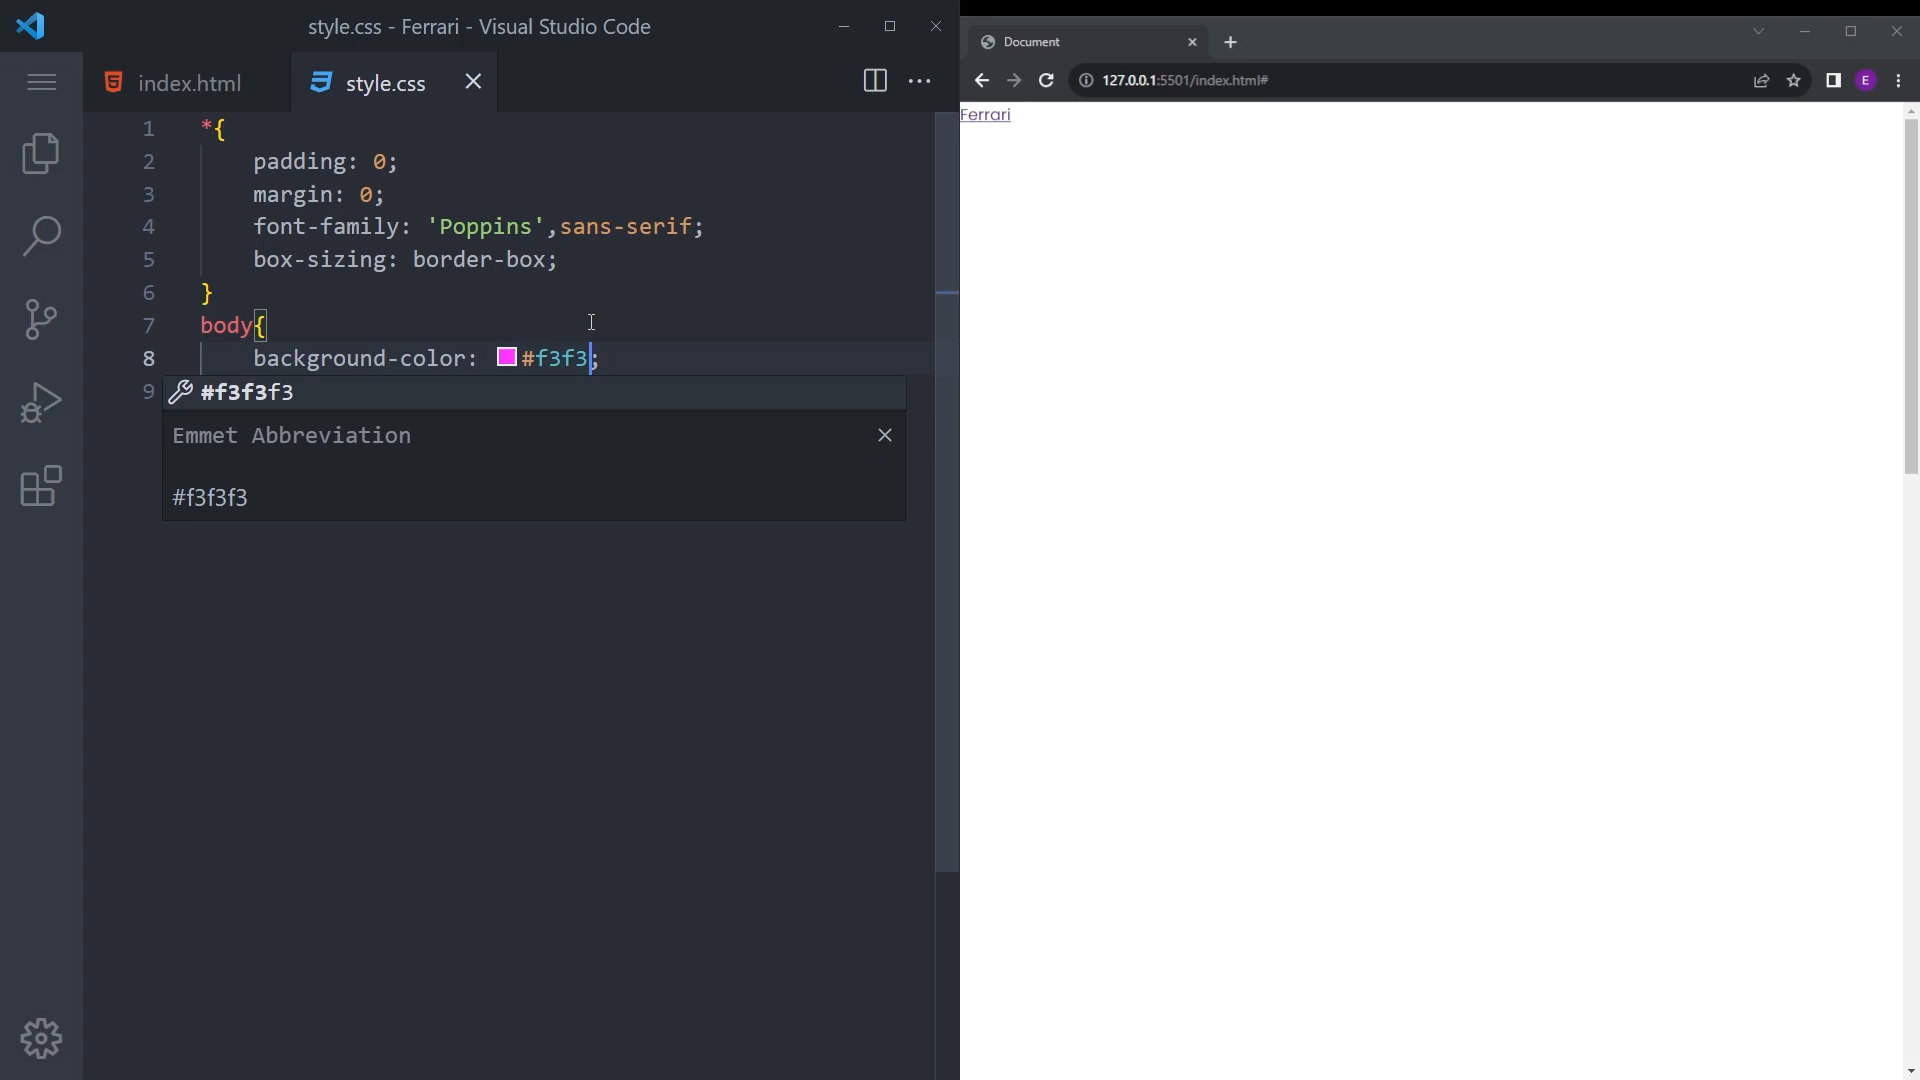 style.css - Ferrari - Visual Studio Code
index.html
style.css
1 *{
2 padding: 0;
3 margin: 0;
4 font-family: 'Poppins',sans-serif;
5 box-sizing: border-box;
6 }
7 body{
8 background-color: #f3f3;
9
#f3f3f3
Emmet Abbreviation
#f3f3f3
Document
127.0.0.1:5501/index.html#
E
Ferrari